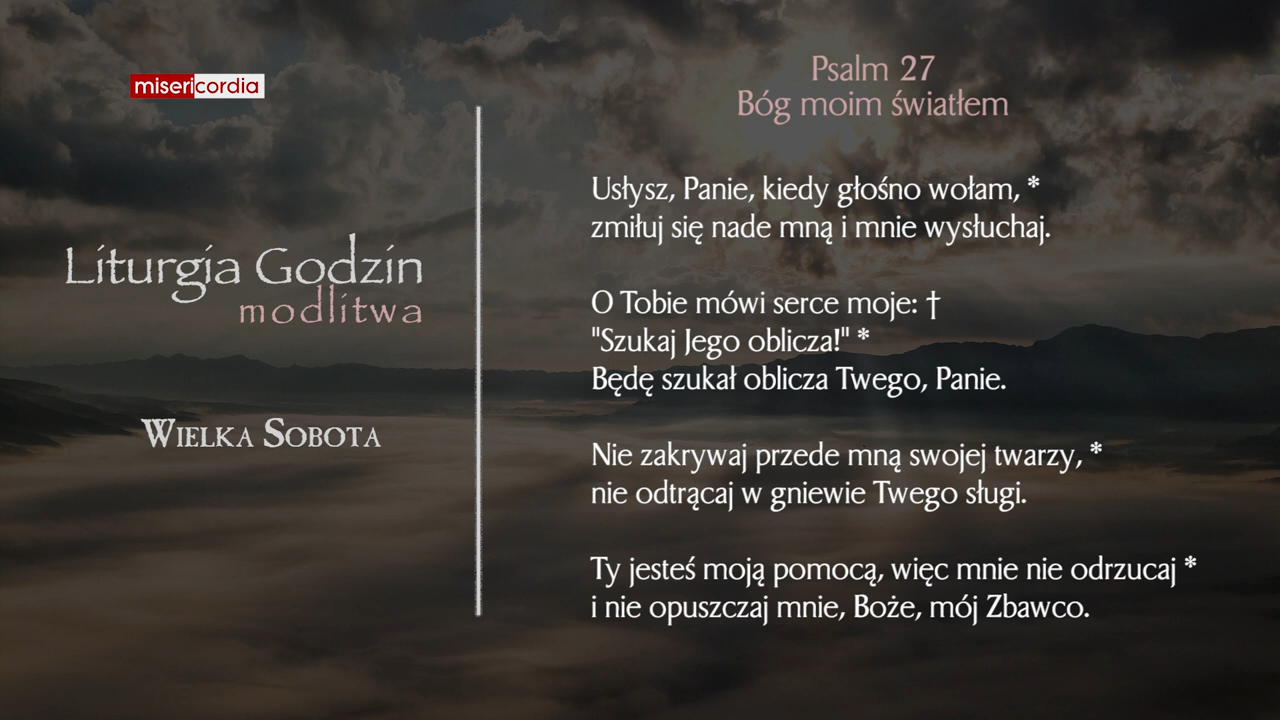 misericordia
Liturgia Godzin
modlitwa
Wielka Sobota
Psalm 27
Bóg moim światłem
Usłysz, Panie, kiedy głośno wołam, *
zmiłuj się nade mną i mnie wysłuchaj.
O Tobie mówi serce moje: †
"Szukaj Jego oblicza!" *
Będę szukał oblicza Twego, Panie.
Nie zakrywaj przede mną swojej twarzy, *
nie odtrącaj w gniewie Twego sługi.
Ty jesteś moją pomocą, więc mnie nie odrzucaj *
i nie opuszczaj mnie, Boże, mój Zbawco.